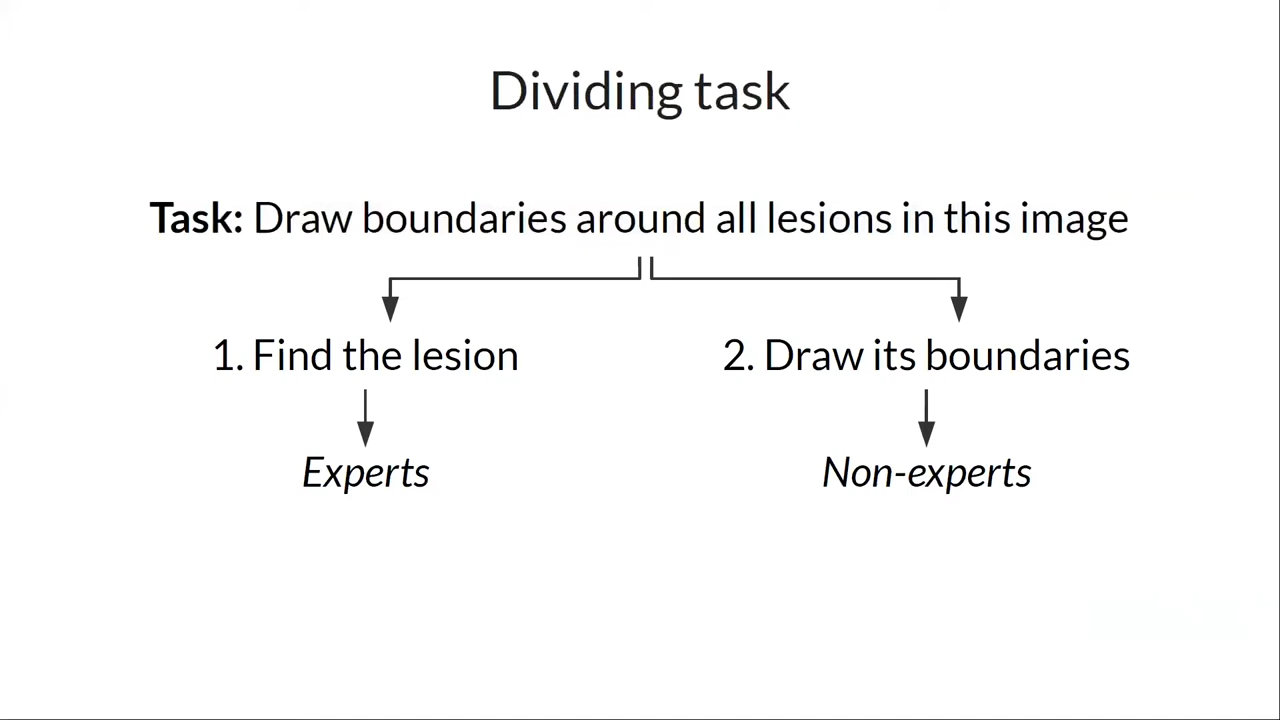 Dividing task
Task: Draw boundaries around all lesions in this image
1. Find the lesion
2. Draw its boundaries
Experts
Non-experts